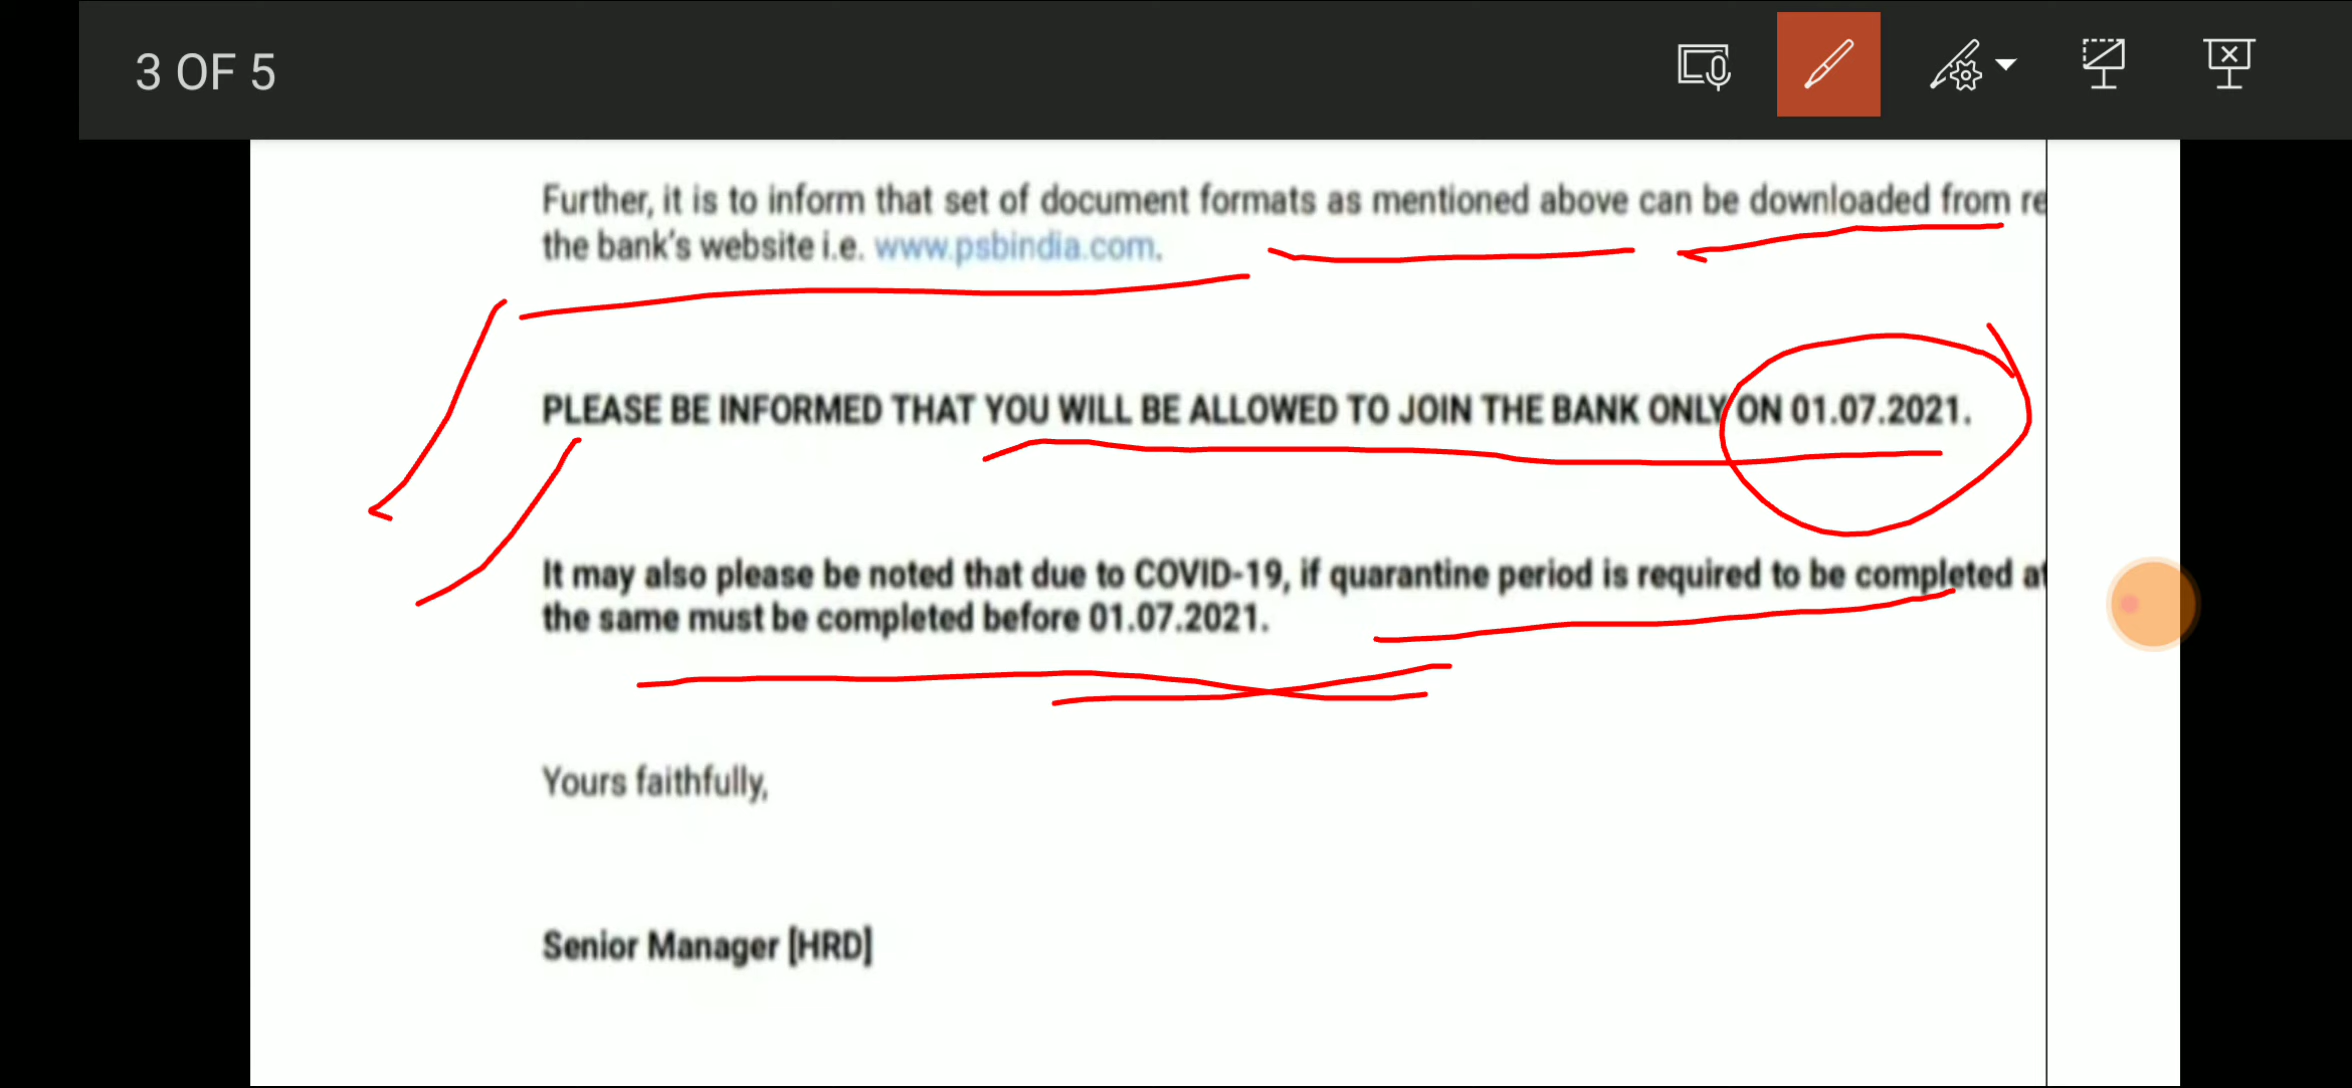 3 OF 5
Further, it is to inform that set of document formats as mentioned above can be downloaded from re
the bank's website i.e. www.psbindia.com.
PLEASE BE INFORMED THAT YOU WILL BE ALLOWED TO JOIN THE BANK ONLY ON 01.07.2021.
It may also please be noted that due to COVID-19, if quarantine period is required to be completed at
the same must be completed before 01.07.2021.
Yours faithfully,
Senior Manager [HRD]